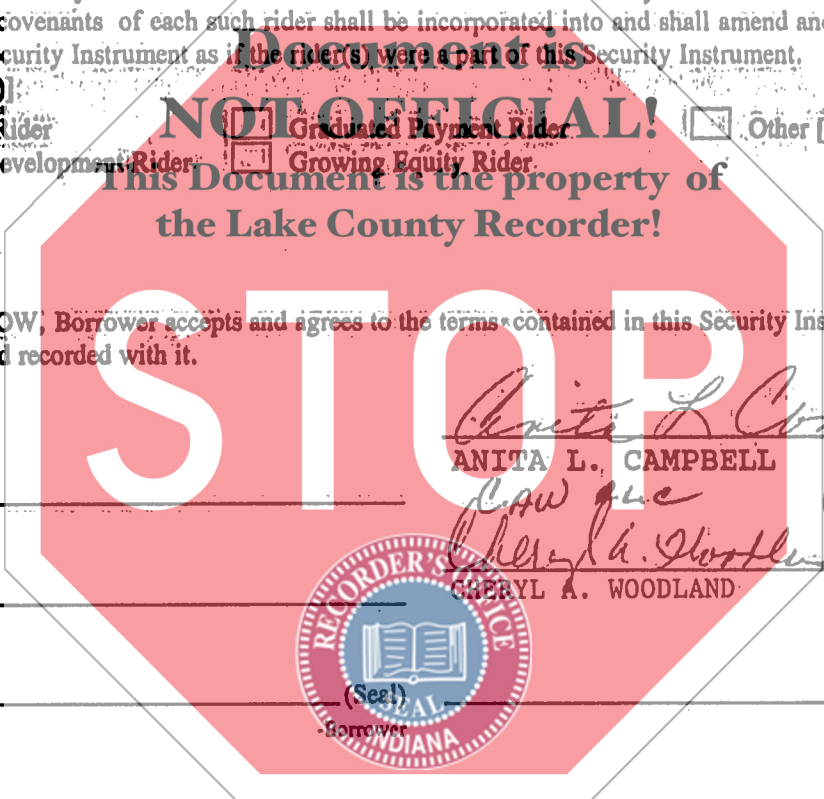 covenants of each such rider shall be incorporated into and shall amend and
curity Instrument as if the rider(s) were a part of this Security Instrument.
Document is
NOT OFFICIAL!
This Document is the property of
the Lake County Recorder!
Rider Graduated Payment Rider Other [
evelopment Rider Growing Equity Rider
STOP
OW, Borrower accepts and agrees to the terms contained in this Security Ins
d recorded with it.
Anita L
ANITA L. CAMPBELL
Cheryl A.
CHERYL A. WOODLAND
RECORDER'S OFFICE
SEAL
INDIANA
(Seal)
-Borrower